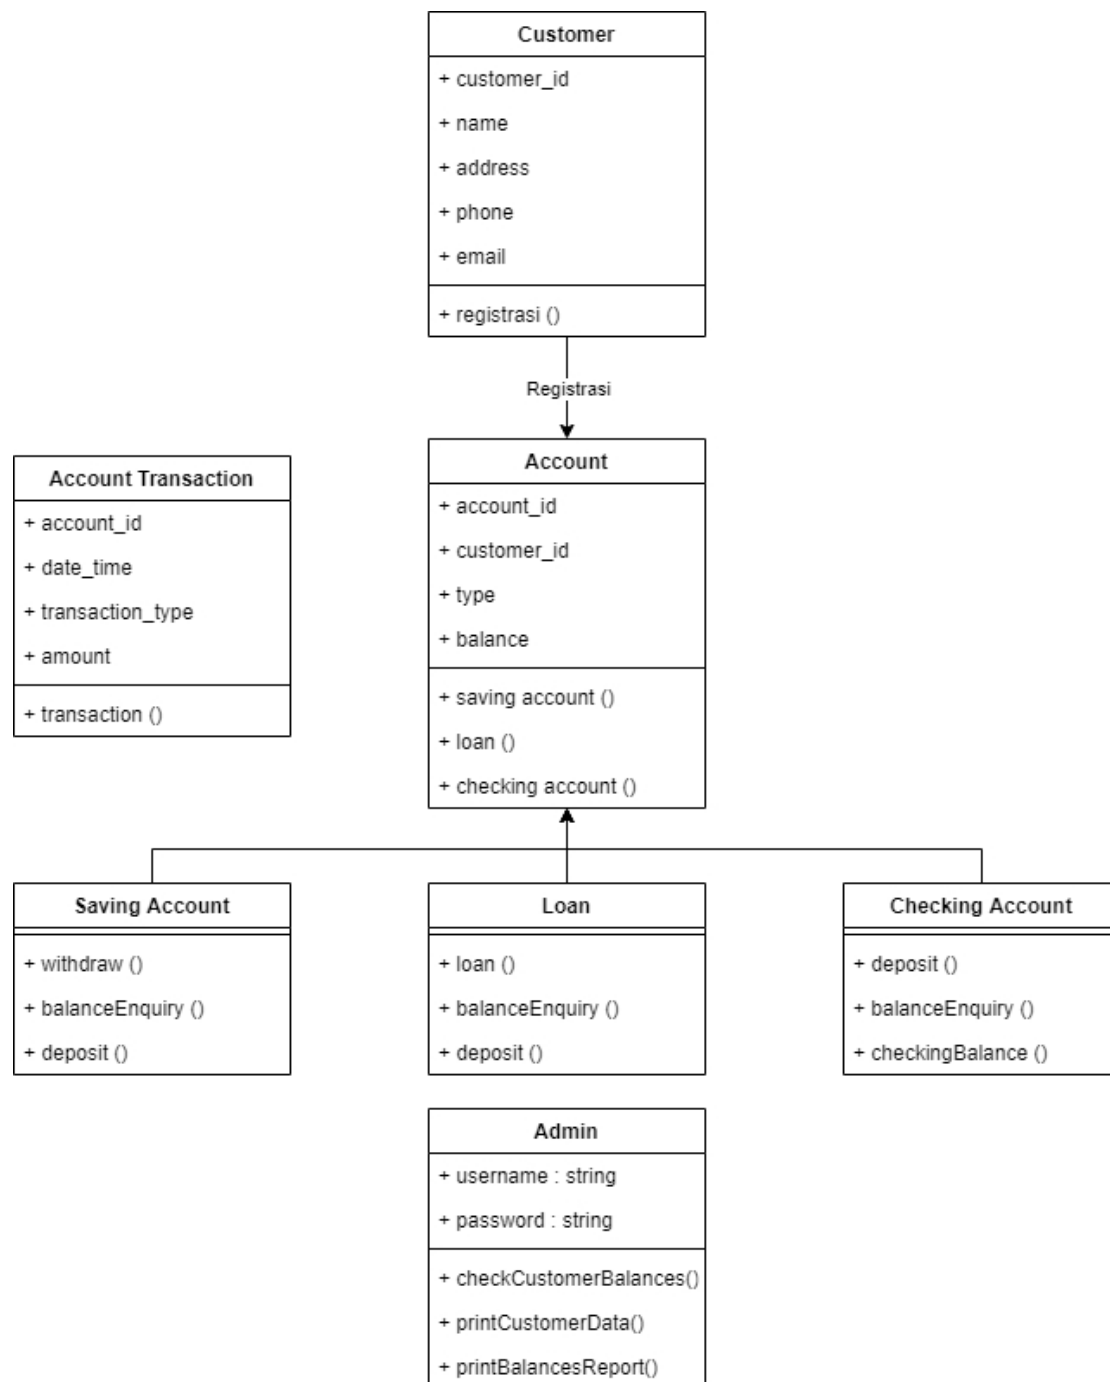 Customer
+ customer_id
+ name
+ address
+ phone
+ email
+ registrasi ()
Registrasi
Account Transaction
+ account_id
+ date_time
+ transaction_type
+ amount
+ transaction ()
Account
+ account_id
+ customer_id
+ type
+ balance
+ saving account ()
+ loan ()
+ checking account ()
Saving Account
+ withdraw ()
+ balanceEnquiry ()
+ deposit ()
Loan
+ loan ()
+ balanceEnquiry ()
+ deposit ()
Checking Account
+ deposit ()
+ balanceEnquiry ()
+ checkingBalance ()
Admin
+ username : string
+ password : string
+ checkCustomerBalances()
+ printCustomerData()
+ printBalancesReport()